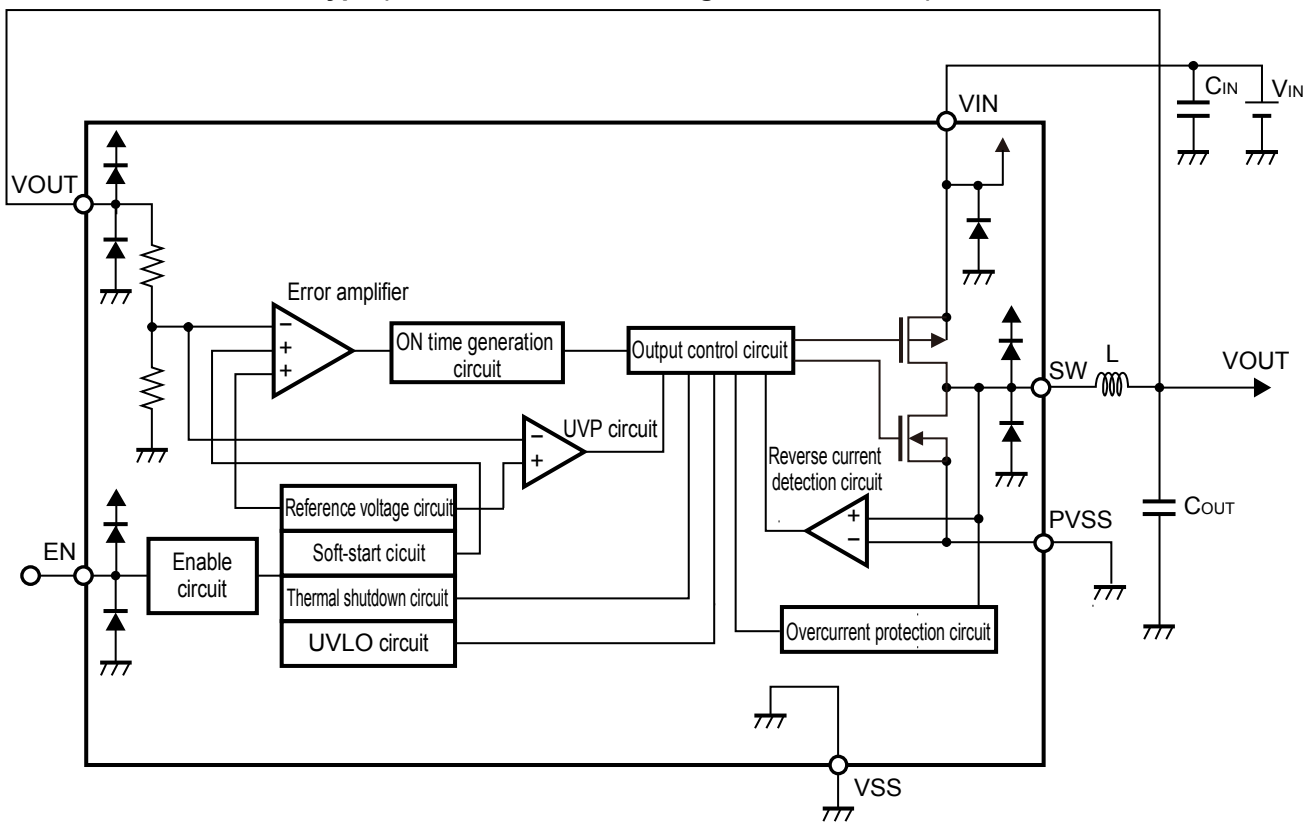 CIN
VIN
VIN
VOUT
Error amplifier
−
+
+
ON time generation
circuit
Output control circuit
SW
L
VOUT
UVP circuit
−
+
Reverse current
detection circuit
+
−
Reference voltage circuit
Soft-start cicuit
Thermal shutdown circuit
UVLO circuit
EN
Enable
circuit
PVSS
COUT
Overcurrent protection circuit
VSS